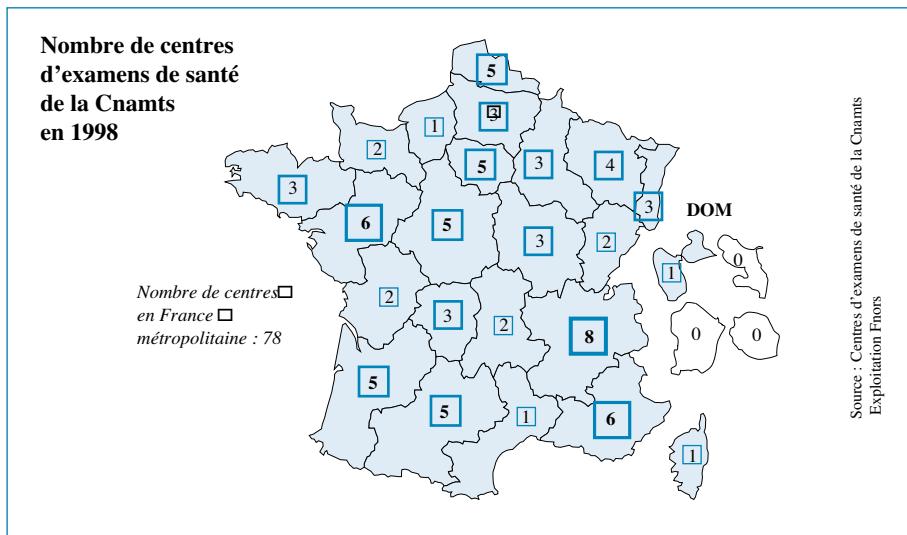 Nombre de centres
d'examens de santé
de la Cnamts
en 1998
5
3
1
2
5
3
4
3
3
6
5
3
2
DOM
1
0
0
0
Nombre de centres
en France
métropolitaine : 78
2
3
2
8
5
5
1
6
1
Source : Centres d'examens de santé de la Cnamts
Exploitation Fnors